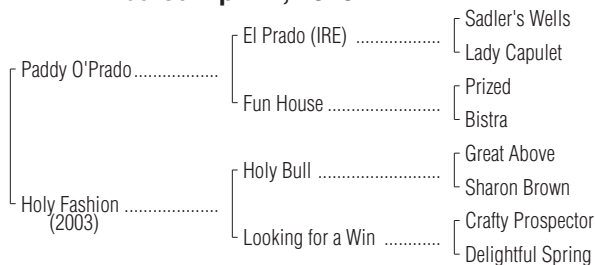 Sadler's Wells
El Prado (IRE) ...................
Lady Capulet
Paddy O'Prado...................
Prized
Fun House .........................
Bistra
Great Above
Holy Bull ........................
Sharon Brown
Holy Fashion .....................
(2003)
Crafty Prospector
Looking for a Win ............
Delightful Spring